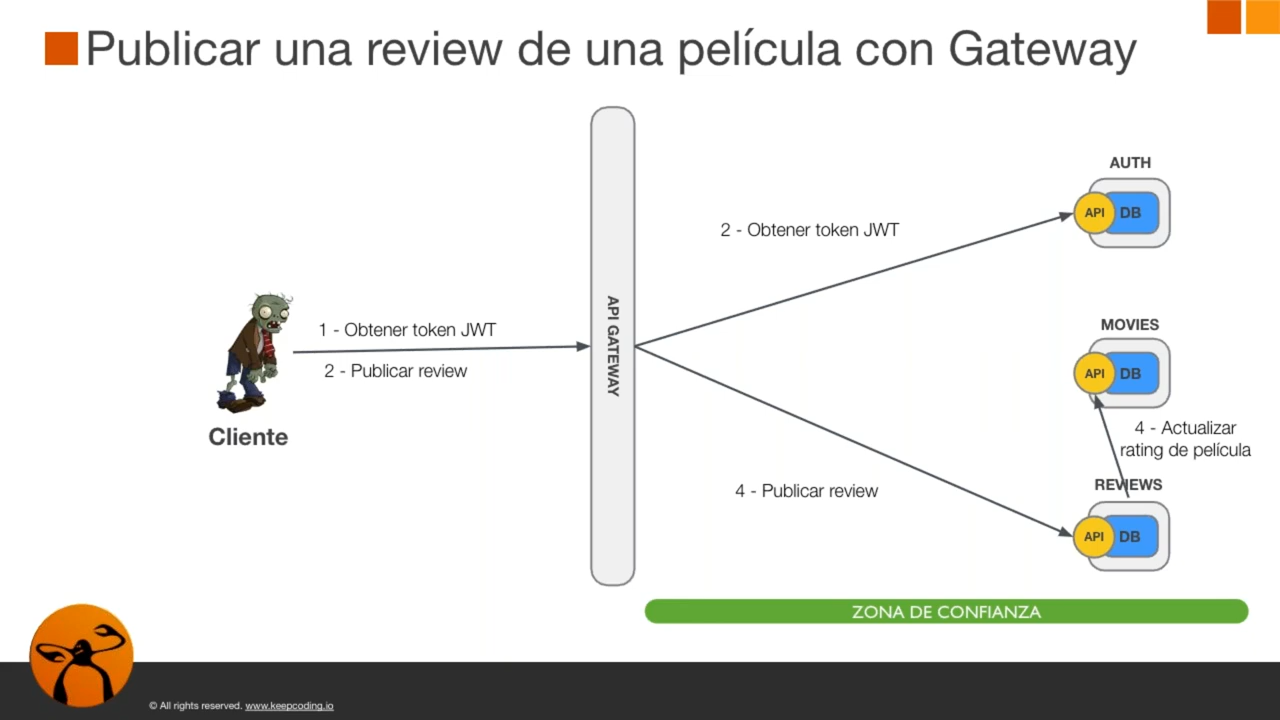 Publicar una review de una película con Gateway
AUTH
API
DB
2 - Obtener token JWT
MOVIES
1 - Obtener token JWT
API GATEWAY
2 - Publicar review
API
DB
4 - Actualizar
rating de película
Cliente
REVIEWS
4 - Publicar review
API
DB
ZONA DE CONFIANZA
© All rights reserved. www.keepcoding.io